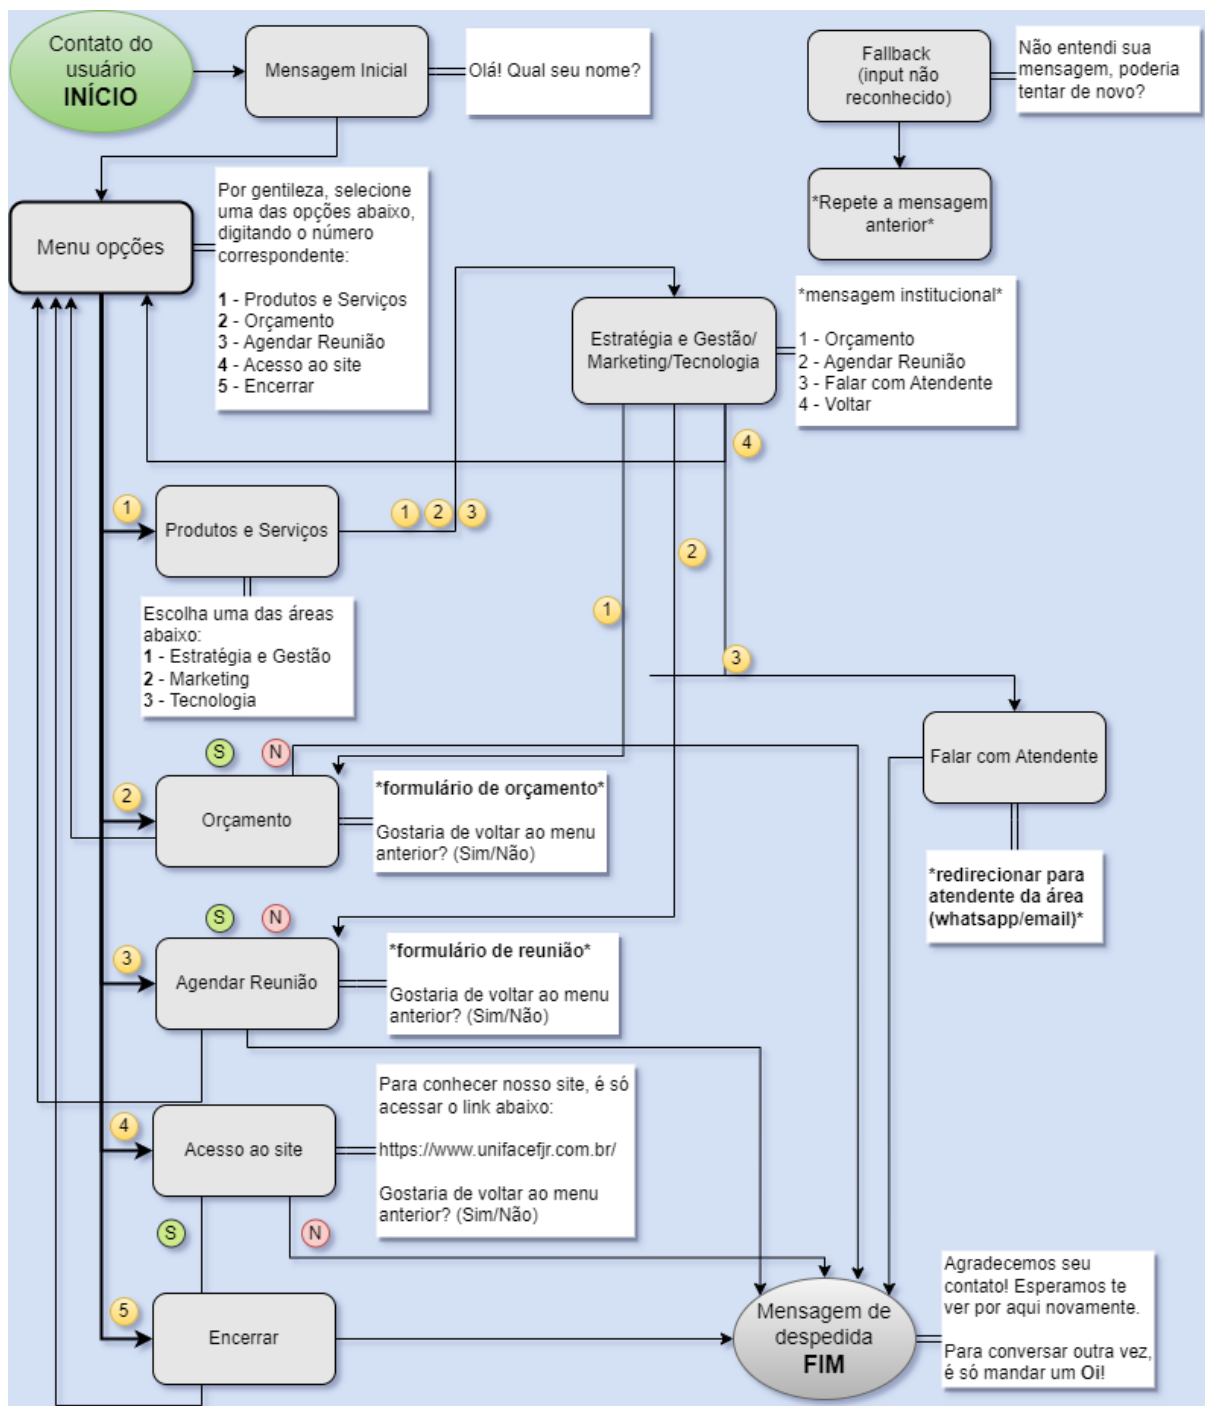 Contato do
usuário
INÍCIO
Mensagem Inicial
Olá! Qual seu nome?
Fallback
(input não
reconhecido)
Não entendi sua
mensagem, poderia
tentar de novo?
*Repete a mensagem
anterior*
Menu opções
Por gentileza, selecione
uma das opções abaixo,
digitando o número
correspondente:
1 - Produtos e Serviços
2 - Orçamento
3 - Agendar Reunião
4 - Acesso ao site
5 - Encerrar
Estratégia e Gestão/
Marketing/Tecnologia
*mensagem institucional*
1 - Orçamento
2 - Agendar Reunião
3 - Falar com Atendente
4 - Voltar
4
1
Produtos e Serviços
1
2
3
2
1
3
Escolha uma das áreas
abaixo:
1 - Estratégia e Gestão
2 - Marketing
3 - Tecnologia
Falar com Atendente
*redirecionar para
atendente da área
(whatsapp/email)*
S
N
2
Orçamento
*formulário de orçamento*
Gostaria de voltar ao menu
anterior? (Sim/Não)
S
N
3
Agendar Reunião
*formulário de reunião*
Gostaria de voltar ao menu
anterior? (Sim/Não)
4
Acesso ao site
Para conhecer nosso site, é só
acessar o link abaixo:
https://www.unifacefjr.com.br/
Gostaria de voltar ao menu
anterior? (Sim/Não)
S
N
5
Encerrar
Mensagem de
despedida
FIM
Agradecemos seu
contato! Esperamos te
ver por aqui novamente.
Para conversar outra vez,
é só mandar um Oi!